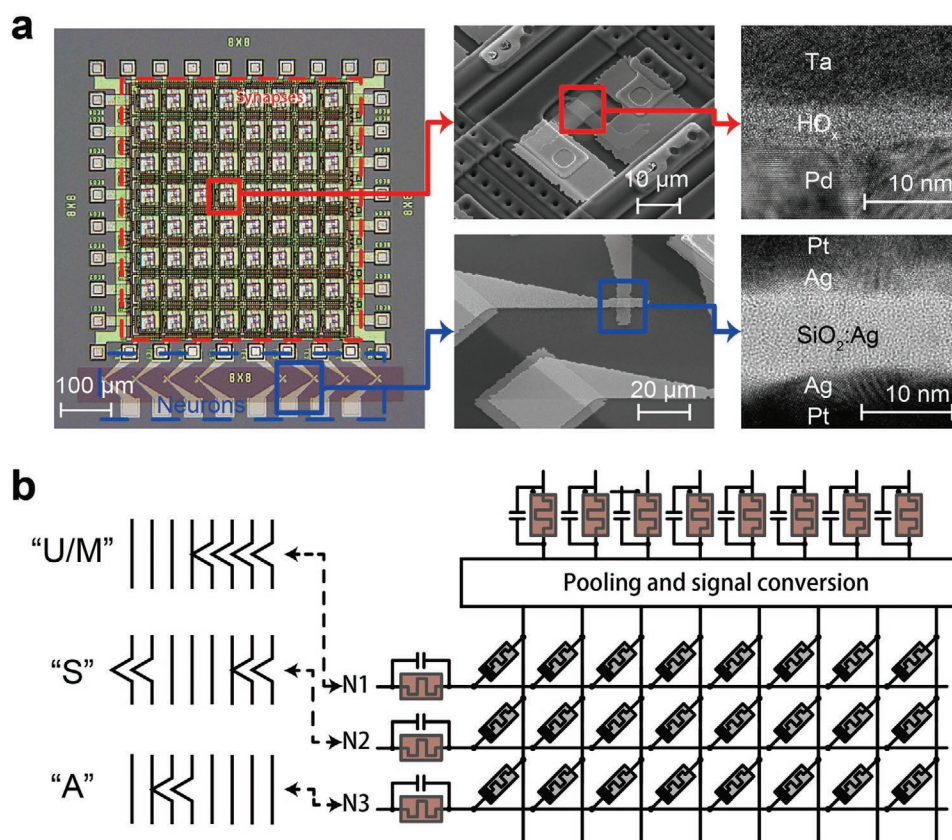 a
8X8
Synapses
8X8
8X8
8X8
100 μm
Neurons
10 μm
Ta
HO
x
Pd
10 nm
20 μm
Pt
Ag
SiO2:Ag
Ag
Pt
10 nm
b
"U/M"
"S"
"A"
Pooling and signal conversion
N1
N2
N3